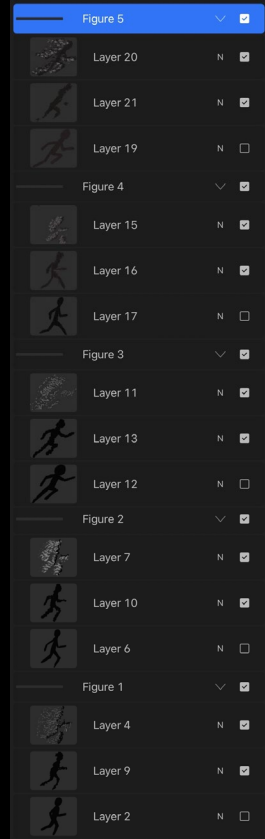 Figure 5
Layer 20 N
Layer 21 N
Layer 19 N
Figure 4
Layer 15 N
Layer 16 N
Layer 17 N
Figure 3
Layer 11 N
Layer 13 N
Layer 12 N
Figure 2
Layer 7 N
Layer 10 N
Layer 6 N
Figure 1
Layer 4 N
Layer 9 N
Layer 2 N